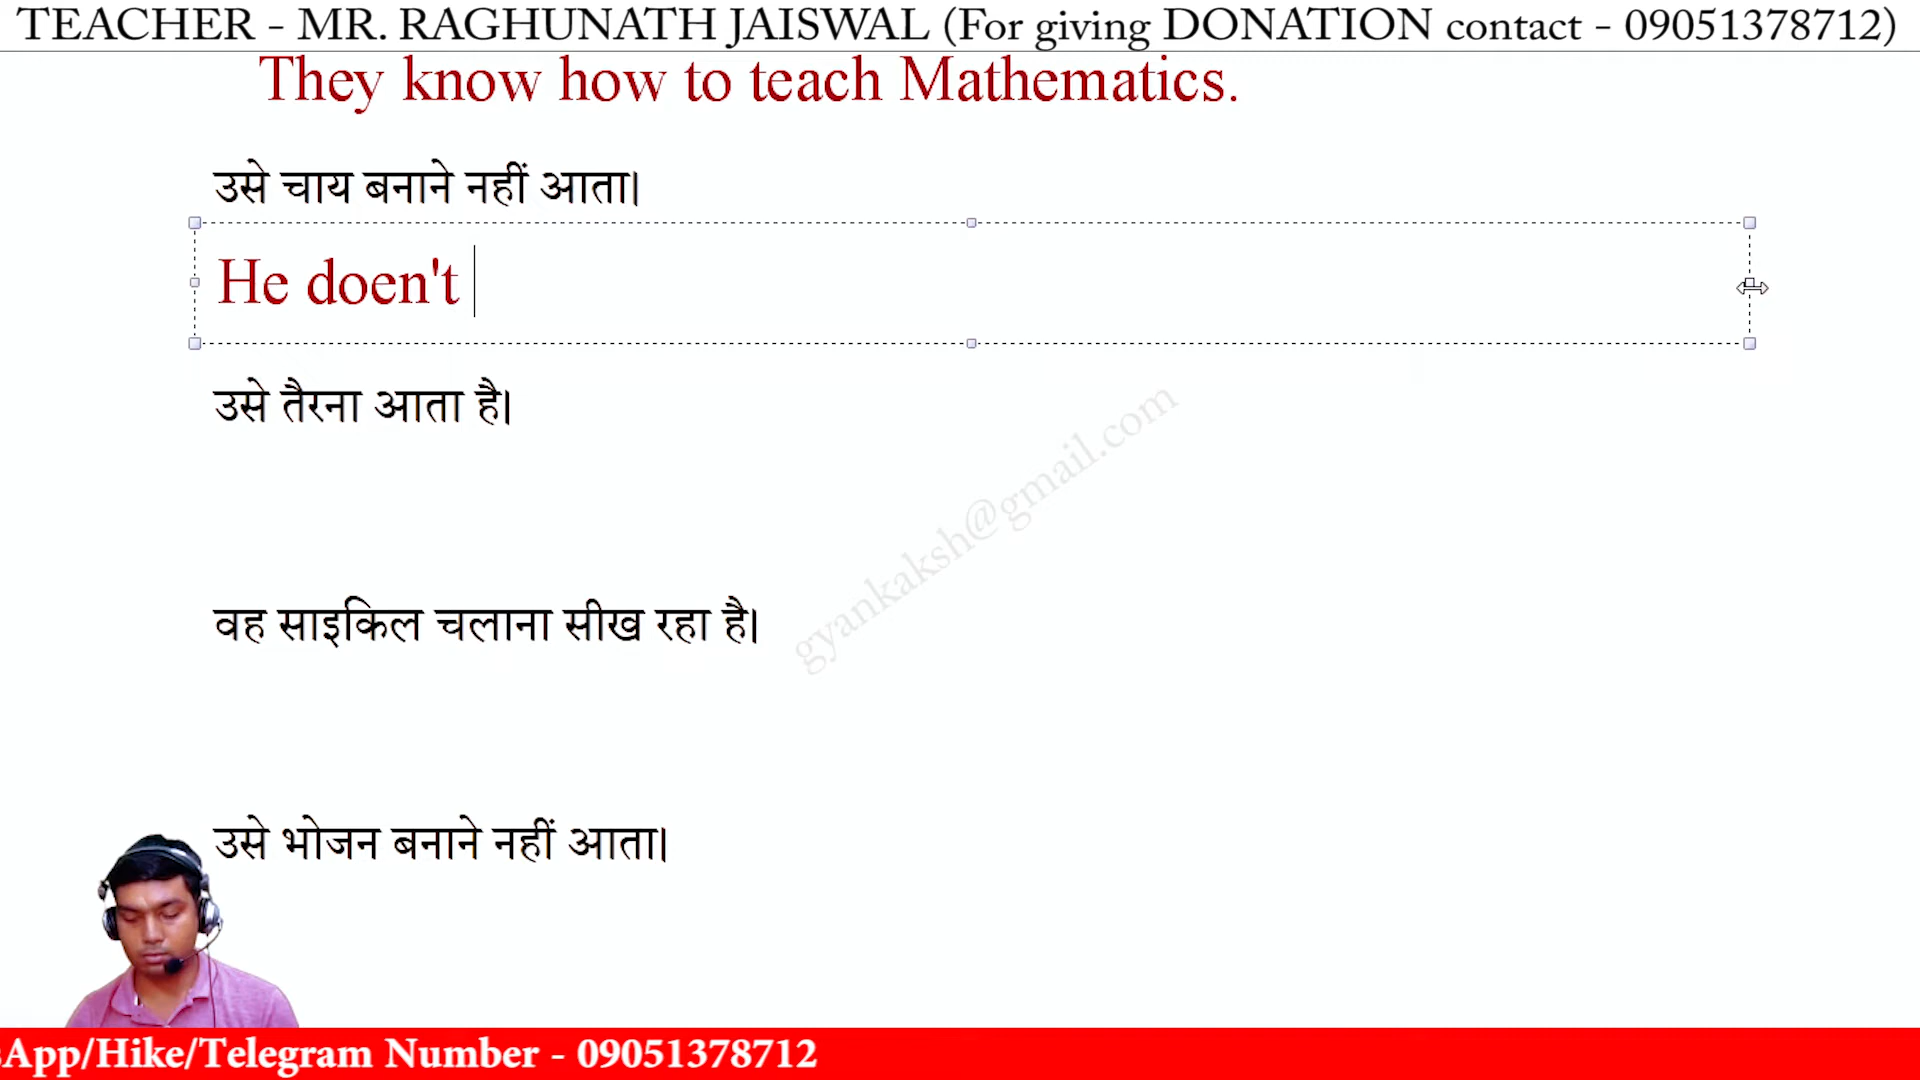 TEACHER - MR. RAGHUNATH JAISWAL (For giving DONATION contact - 09051378712)
They know how to teach Mathematics.
उसे चाय बनाने नहीं आता।
He doen't
उसे तैरना आता है।
gyankaksh@gmail.com
वह साइकिल चलाना सीख रहा है।
उसे भोजन बनाने नहीं आता।
sApp/Hike/Telegram Number - 09051378712